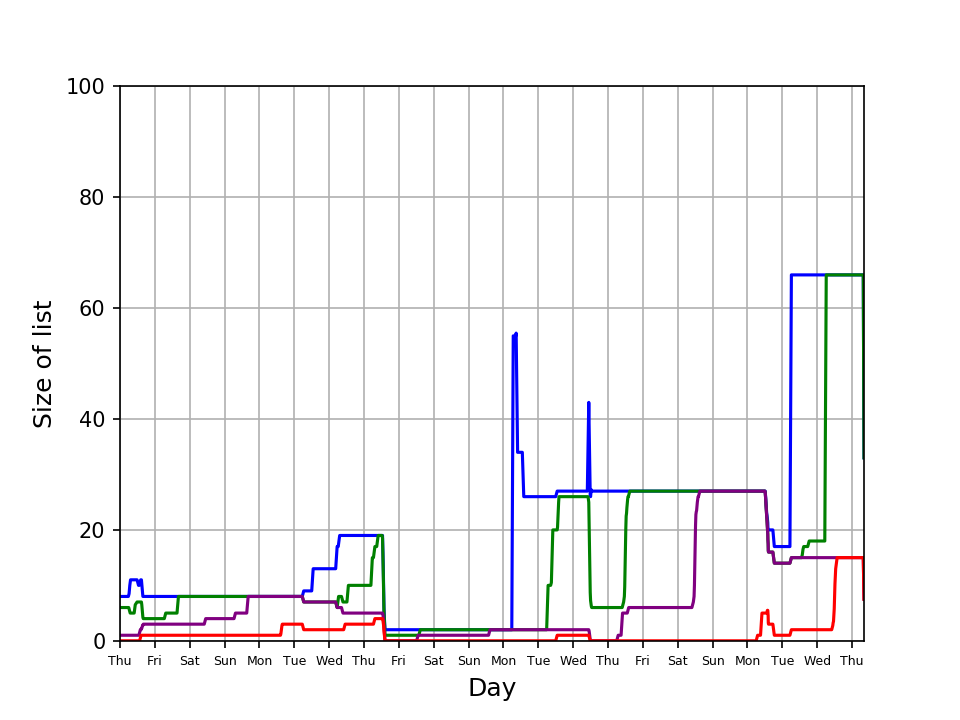 100
80
60
40
20
0
Size of list
Thu Fri Sat Sun Mon Tue Wed Thu Fri Sat Sun Mon Tue Wed Thu Fri Sat Sun Mon Tue Wed Thu
Day